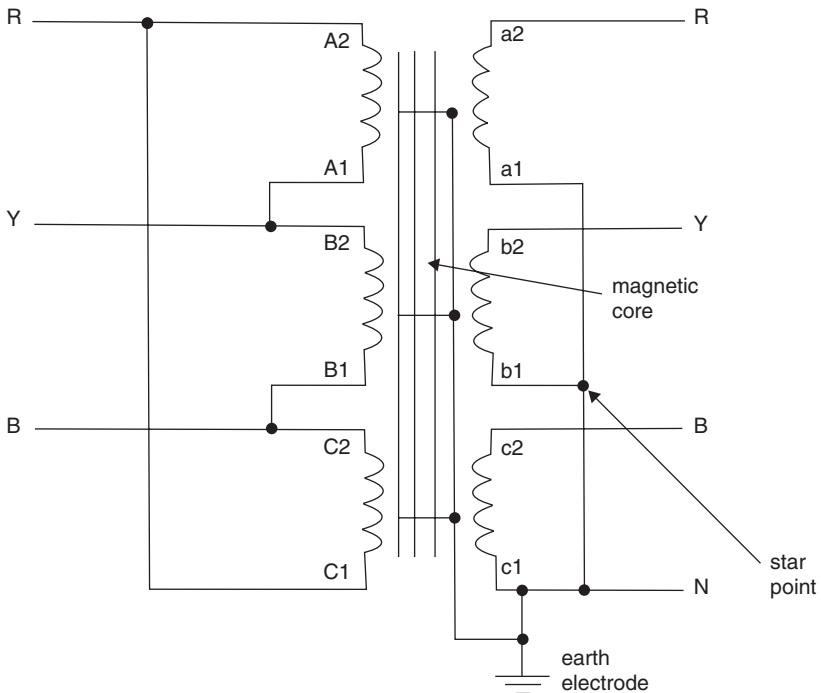 R
A2
a2
R
A1
a1
Y
B2
b2
Y
magnetic
core
B1
b1
B
C2
c2
B
C1
c1
N
star
point
earth
electrode